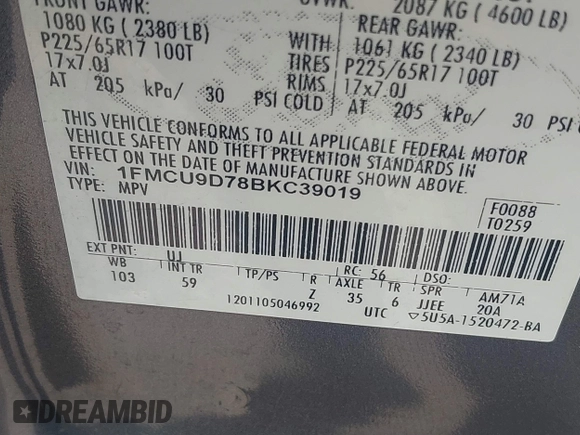 FRONT GAWR:
1080 KG ( 2380 LB)
P225/65R17 100T
17x7.0J
AT 205 kPa/ 30 PSI COLD
WITH
TIRES
RIMS
2087 KG ( 4600 LB)
REAR GAWR:
1061 KG ( 2340 LB)
P225/65R17 100T
17x7.0J
AT 205 kPa/ 30 PSI COLD
THIS VEHICLE CONFORMS TO ALL APPLICABLE FEDERAL MOTOR
VEHICLE SAFETY AND THEFT PREVENTION STANDARDS IN
EFFECT ON THE DATE OF MANUFACTURE SHOWN ABOVE.
VIN: 1FMCU9D78BKC39019
TYPE: MPV
F0088
T0259
EXT PNT: UJ RC: 56 DSO:
WB INT TR TP/PS R AXLE TR SPR AM71A
103 59 Z 35 6 JJEE 20A
1201105046992 UTC ▽5U5A-1520472-BA
DREAMBID